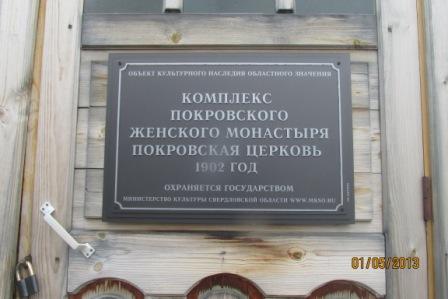 ОБЪЕКТ КУЛЬТУРНОГО НАСЛЕДИЯ ОБЛАСТНОГО ЗНАЧЕНИЯ
КОМПЛЕКС
ПОКРОВСКОГО
ЖЕНСКОГО МОНАСТЫРЯ
ПОКРОВСКАЯ ЦЕРКОВЬ
1902 ГОД
ОХРАНЯЕТСЯ ГОСУДАРСТВОМ
МИНИСТЕРСТВО КУЛЬТУРЫ СВЕРДЛОВСКОЙ ОБЛАСТИ WWW.MKSO.RU
01/05/2013